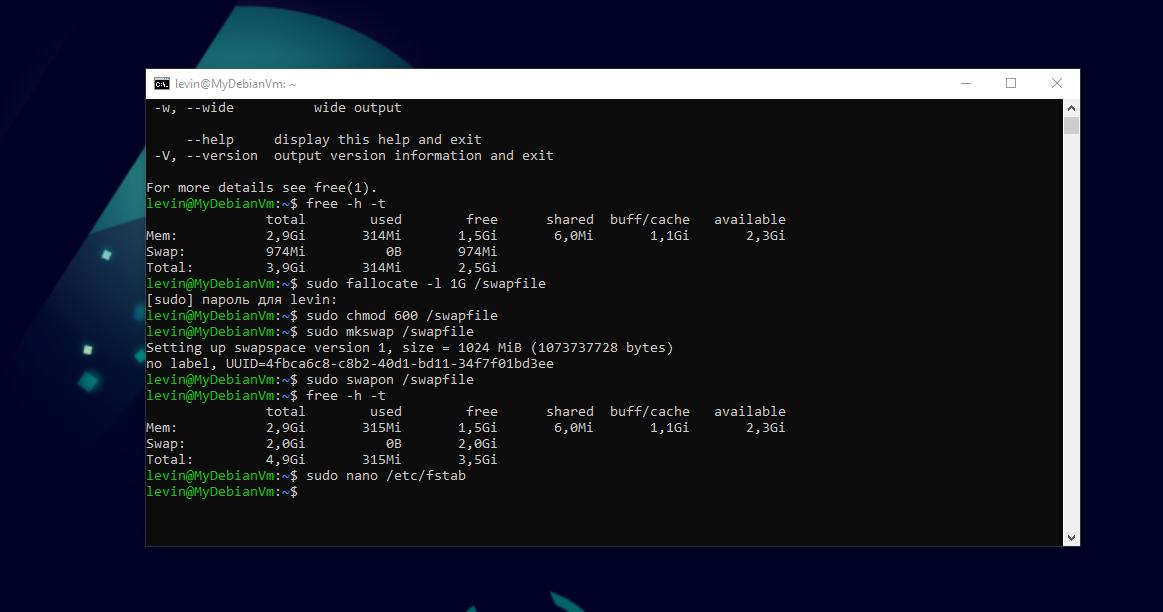 levin@MyDebianVm: ~
-w, --wide          wide output
--help     display this help and exit
-V, --version  output version information and exit
For more details see free(1).
levin@MyDebianVm:~$ free -h -t
total        used        free      shared  buff/cache   available
Mem:           2,9Gi       314Mi       1,5Gi       6,0Mi       1,1Gi       2,3Gi
Swap:          974Mi          0B       974Mi
Total:         3,9Gi       314Mi       2,5Gi
levin@MyDebianVm:~$ sudo fallocate -l 1G /swapfile
[sudo] пароль для levin:
levin@MyDebianVm:~$ sudo chmod 600 /swapfile
levin@MyDebianVm:~$ sudo mkswap /swapfile
Setting up swapspace version 1, size = 1024 MiB (1073737728 bytes)
no label, UUID=4fbca6c8-c8b2-40d1-bd11-34f7f01bd3ee
levin@MyDebianVm:~$ sudo swapon /swapfile
levin@MyDebianVm:~$ free -h -t
total        used        free      shared  buff/cache   available
Mem:           2,9Gi       315Mi       1,5Gi       6,0Mi       1,1Gi       2,3Gi
Swap:          2,0Gi          0B       2,0Gi
Total:         4,9Gi       315Mi       3,5Gi
levin@MyDebianVm:~$ sudo nano /etc/fstab
levin@MyDebianVm:~$